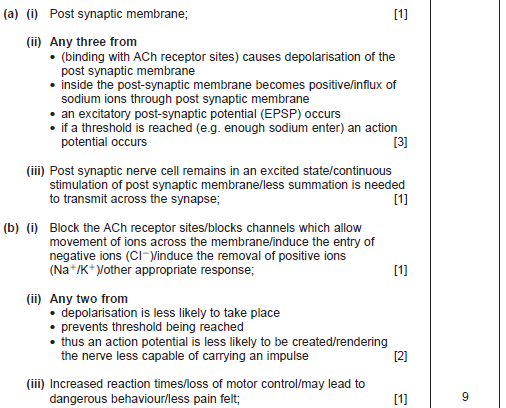 (a) (i) Post synaptic membrane; [1]
(ii) Any three from
• (binding with ACh receptor sites) causes depolarisation of the
post synaptic membrane
• inside the post-synaptic membrane becomes positive/influx of
sodium ions through post synaptic membrane
• an excitatory post-synaptic potential (EPSP) occurs
• if a threshold is reached (e.g. enough sodium enter) an action
potential occurs [3]
(iii) Post synaptic nerve cell remains in an excited state/continuous
stimulation of post synaptic membrane/less summation is needed
to transmit across the synapse; [1]
(b) (i) Block the ACh receptor sites/blocks channels which allow
movement of ions across the membrane/induce the entry of
negative ions (Cl⁻)/induce the removal of positive ions
(Na⁺/K⁺)/other appropriate response; [1]
(ii) Any two from
• depolarisation is less likely to take place
• prevents threshold being reached
• thus an action potential is less likely to be created/rendering
the nerve less capable of carrying an impulse [2]
(iii) Increased reaction times/loss of motor control/may lead to
dangerous behaviour/less pain felt; [1] 9